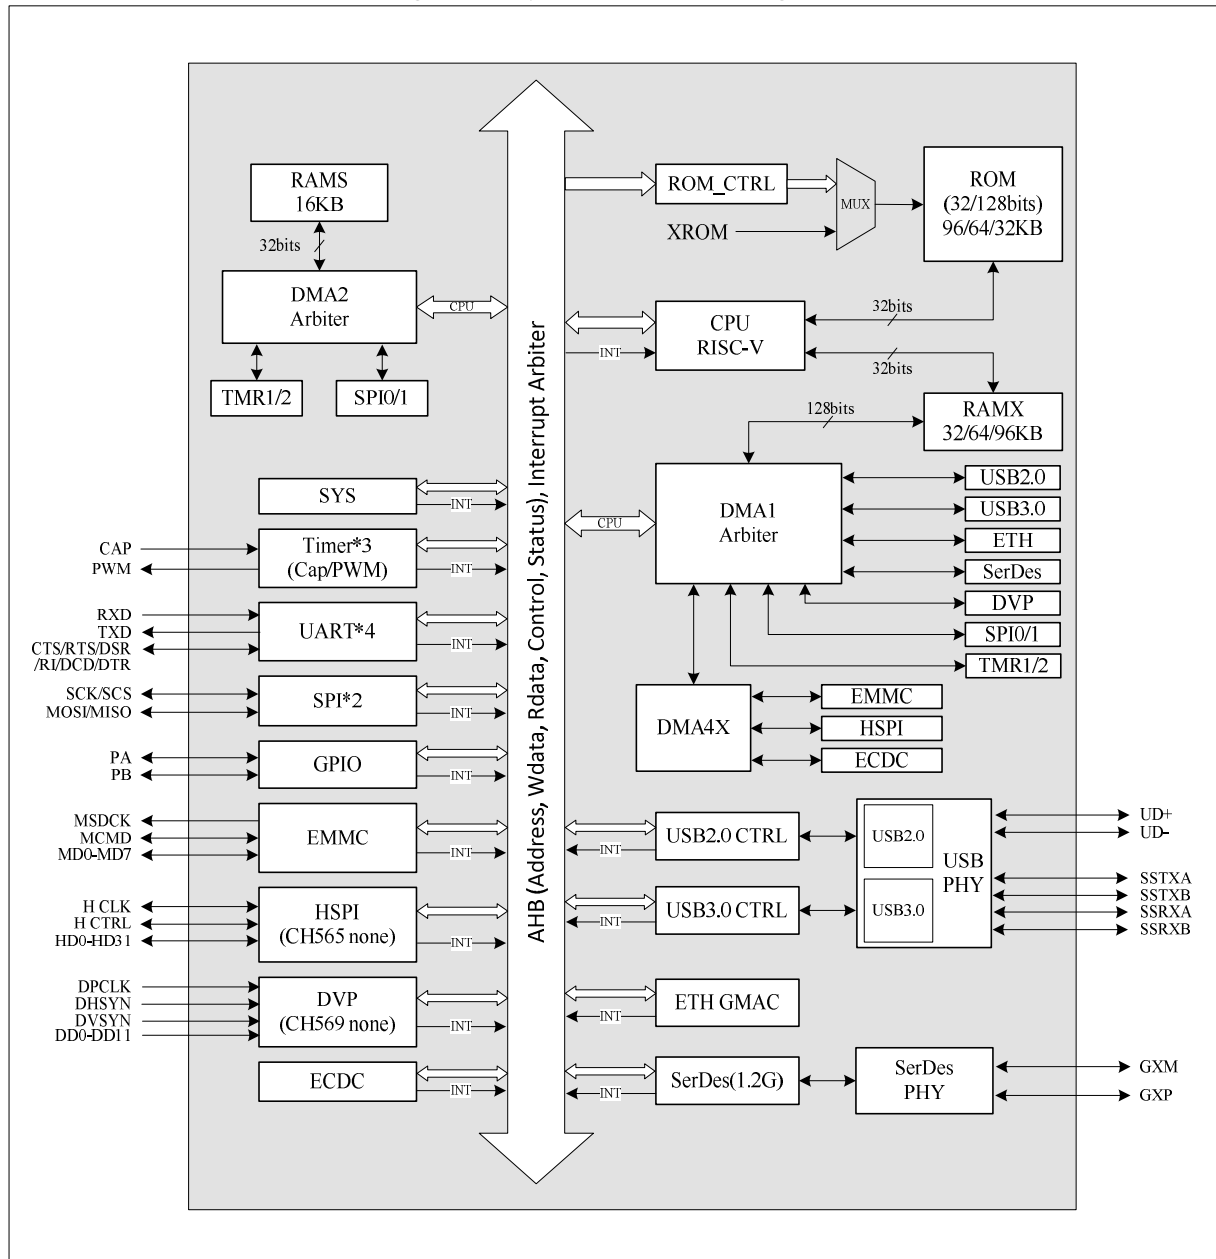 RAMS
16KB
32bits
DMA2
Arbiter
CPU
TMR1/2
SPI0/1
SYS
INT
CAP
PWM
Timer*3
(Cap/PWM)
INT
RXD
TXD
CTS/RTS/DSR
/RI/DCD/DTR
UART*4
INT
SCK/SCS
MOSI/MISO
SPI*2
INT
PA
PB
GPIO
INT
MSDCK
MCMD
MD0-MD7
EMMC
INT
H CLK
H CTRL
HD0-HD31
HSPI
(CH565 none)
INT
DPCLK
DHSYN
DVSYN
DD0-DD11
DVP
(CH569 none)
INT
ECDC
INT
AHB (Address, Wdata, Rdata, Control, Status), Interrupt Arbiter
ROM_CTRL
MUX
XROM
ROM
(32/128bits)
96/64/32KB
INT
CPU
RISC-V
32bits
32bits
128bits
RAMX
32/64/96KB
CPU
DMA1
Arbiter
USB2.0
USB3.0
ETH
SerDes
DVP
SPI0/1
TMR1/2
DMA4X
EMMC
HSPI
ECDC
INT
USB2.0 CTRL
INT
USB3.0 CTRL
USB2.0
USB3.0
USB
PHY
UD+
UD-
SSTXA
SSTXB
SSRXA
SSRXB
INT
ETH GMAC
INT
SerDes(1.2G)
SerDes
PHY
GXM
GXP